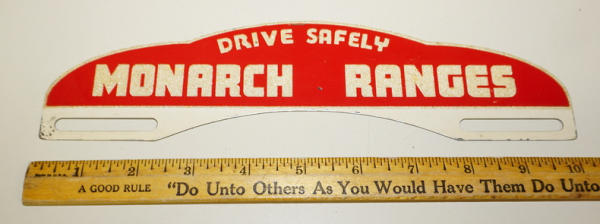 DRIVE SAFELY
MONARCH RANGES
1 2 3 4 5 6 7 8 9 10
A GOOD RULE "Do Unto Others As You Would Have Them Do Unto